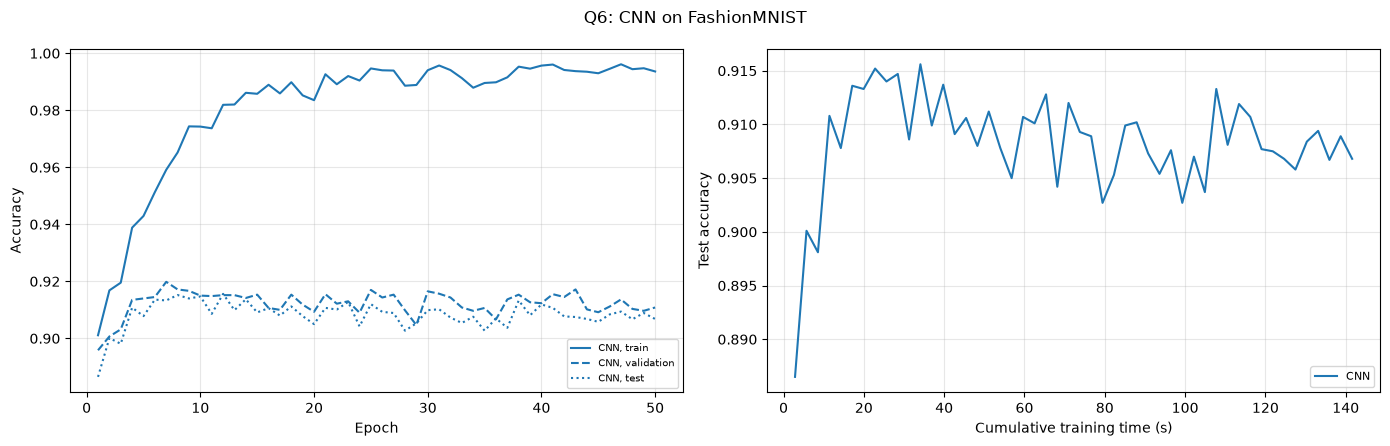 Q6: CNN on FashionMNIST
Accuracy
1.00
0.98
0.96
0.94
0.92
0.90
0
10
20
30
40
50
Epoch
CNN, train
CNN, validation
CNN, test
Test accuracy
0.915
0.910
0.905
0.900
0.895
0.890
0
20
40
60
80
100
120
140
Cumulative training time (s)
CNN